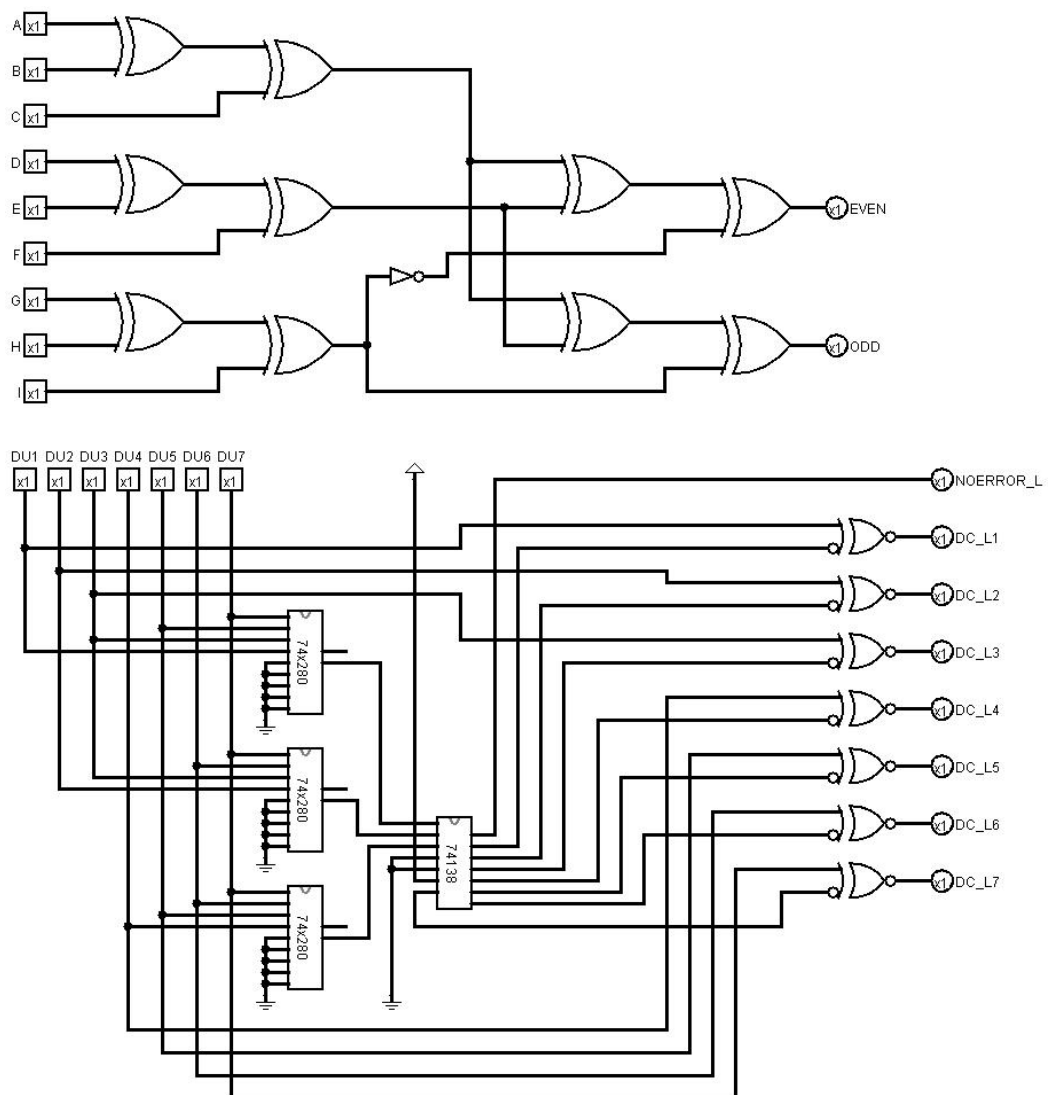 A x1
B x1
C x1
D x1
E x1
x1 EVEN
F x1
G x1
H x1
x1 ODD
I x1
DU1 DU2 DU3 DU4 DU5 DU6 DU7
x1 x1 x1 x1 x1 x1 x1
x1 NOERROR_L
x1 DC_L1
x1 DC_L2
x1 DC_L3
74x280
x1 DC_L4
x1 DC_L5
74x280
x1 DC_L6
74138
x1 DC_L7
74x280